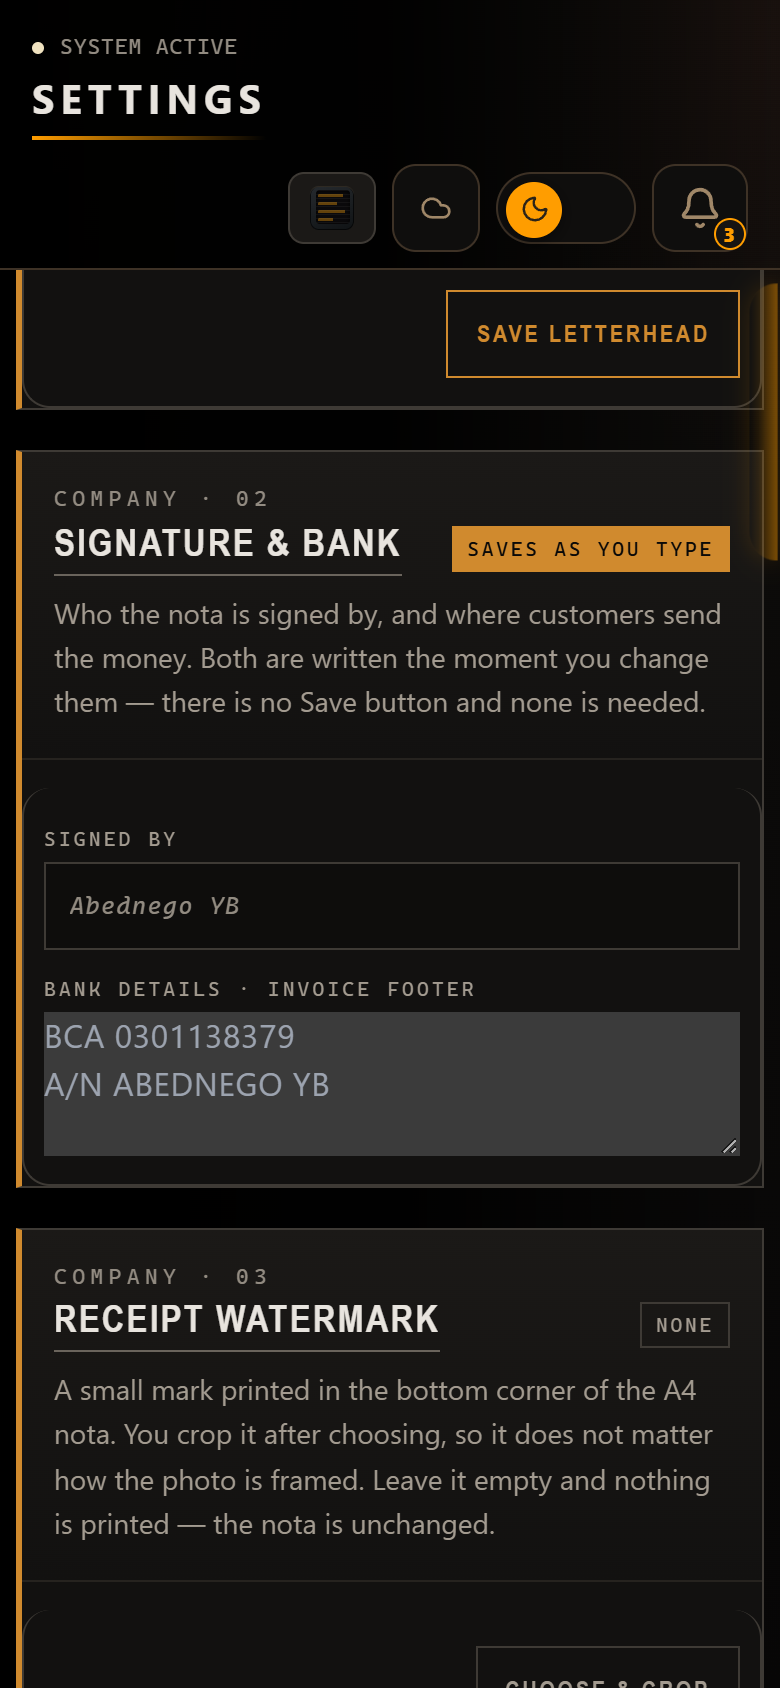 SYSTEM ACTIVE
SETTINGS
3
SAVE LETTERHEAD
COMPANY · 02
SIGNATURE & BANK
SAVES AS YOU TYPE
Who the nota is signed by, and where customers send
the money. Both are written the moment you change
them — there is no Save button and none is needed.
SIGNED BY
Abednego YB
BANK DETAILS · INVOICE FOOTER
BCA 0301138379
A/N ABEDNEGO YB
COMPANY · 03
RECEIPT WATERMARK
NONE
A small mark printed in the bottom corner of the A4
nota. You crop it after choosing, so it does not matter
how the photo is framed. Leave it empty and nothing
is printed — the nota is unchanged.
CHOOSE & CROP